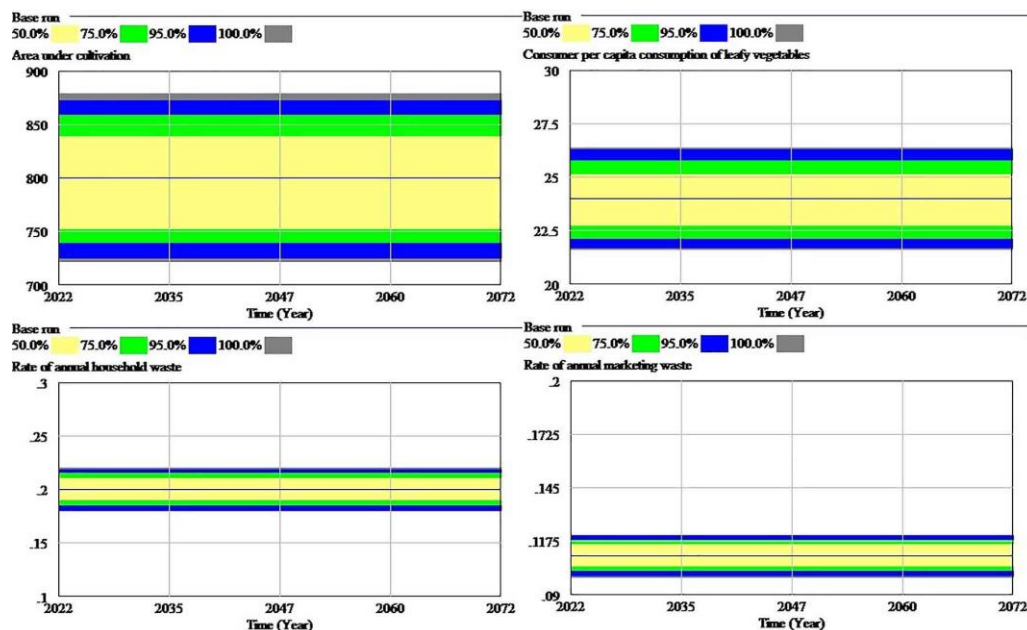 Base run
50.0% 75.0% 95.0% 100.0%
Area under cultivation
900
850
800
750
700
2022 2035 2047 2060 2072
Time (Year)
Base run
50.0% 75.0% 95.0% 100.0%
Consumer per capita consumption of leafy vegetables
30
27.5
25
22.5
20
2022 2035 2047 2060 2072
Time (Year)
Base run
50.0% 75.0% 95.0% 100.0%
Rate of annual household waste
.3
.25
.2
.15
.1
2022 2035 2047 2060 2072
Time (Year)
Base run
50.0% 75.0% 95.0% 100.0%
Rate of annual marketing waste
.2
.1725
.145
.1175
.09
2022 2035 2047 2060 2072
Time (Year)